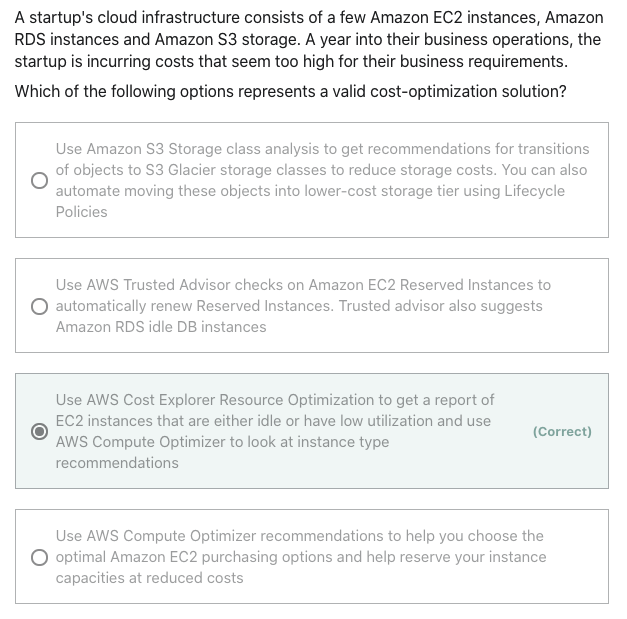 A startup's cloud infrastructure consists of a few Amazon EC2 instances, Amazon
RDS instances and Amazon S3 storage. A year into their business operations, the
startup is incurring costs that seem too high for their business requirements.
Which of the following options represents a valid cost-optimization solution?
Use Amazon S3 Storage class analysis to get recommendations for transitions
of objects to S3 Glacier storage classes to reduce storage costs. You can also
automate moving these objects into lower-cost storage tier using Lifecycle
Policies
Use AWS Trusted Advisor checks on Amazon EC2 Reserved Instances to
automatically renew Reserved Instances. Trusted advisor also suggests
Amazon RDS idle DB instances
Use AWS Cost Explorer Resource Optimization to get a report of
EC2 instances that are either idle or have low utilization and use
AWS Compute Optimizer to look at instance type
recommendations
(Correct)
Use AWS Compute Optimizer recommendations to help you choose the
optimal Amazon EC2 purchasing options and help reserve your instance
capacities at reduced costs